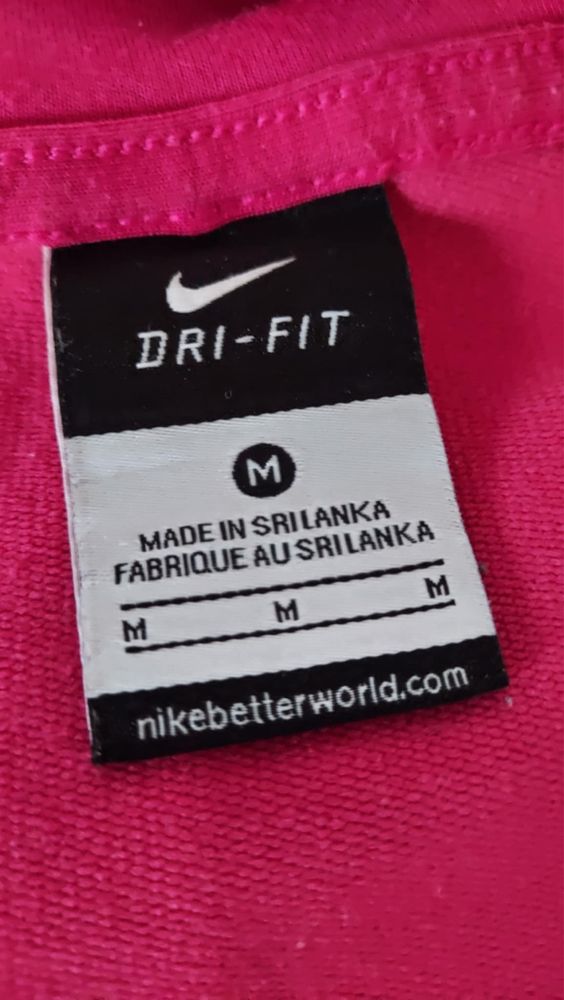 DRI-FIT
M
MADE IN SRI LANKA
FABRIQUE AU SRI LANKA
M M M
nikebetterworld.com